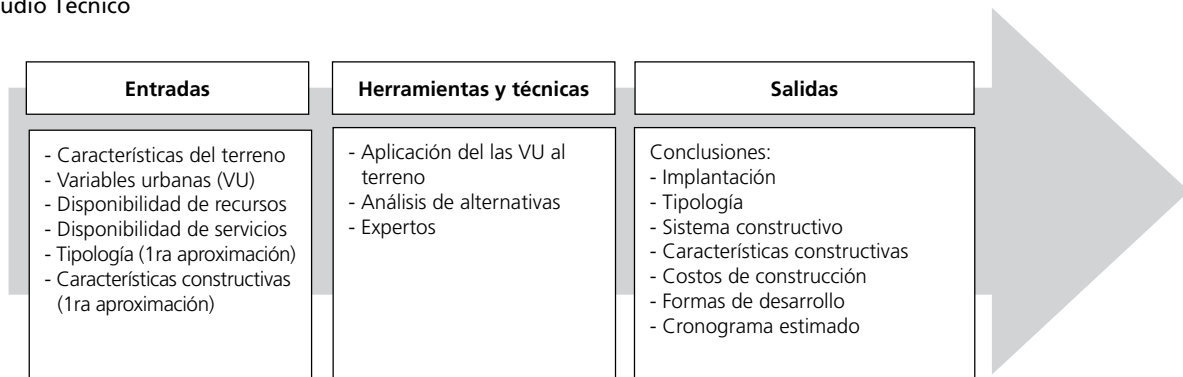 udio Técnico
Entradas
- Características del terreno
- Variables urbanas (VU)
- Disponibilidad de recursos
- Disponibilidad de servicios
- Tipología (1ra aproximación)
- Características constructivas
(1ra aproximación)
Herramientas y técnicas
- Aplicación del las VU al
terreno
- Análisis de alternativas
- Expertos
Salidas
Conclusiones:
- Implantación
- Tipología
- Sistema constructivo
- Características constructivas
- Costos de construcción
- Formas de desarrollo
- Cronograma estimado